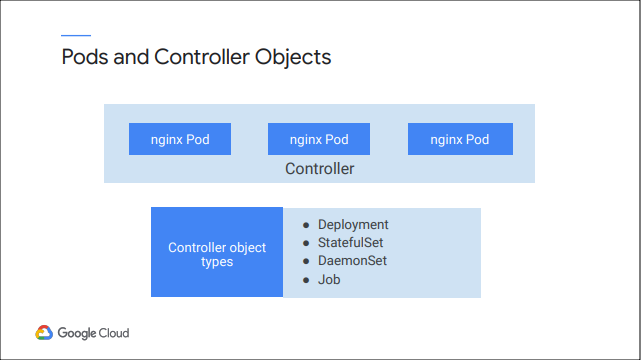 Pods and Controller Objects
nginx Pod
nginx Pod
nginx Pod
Controller
Controller object
types
● Deployment
● StatefulSet
● DaemonSet
● Job
Google Cloud